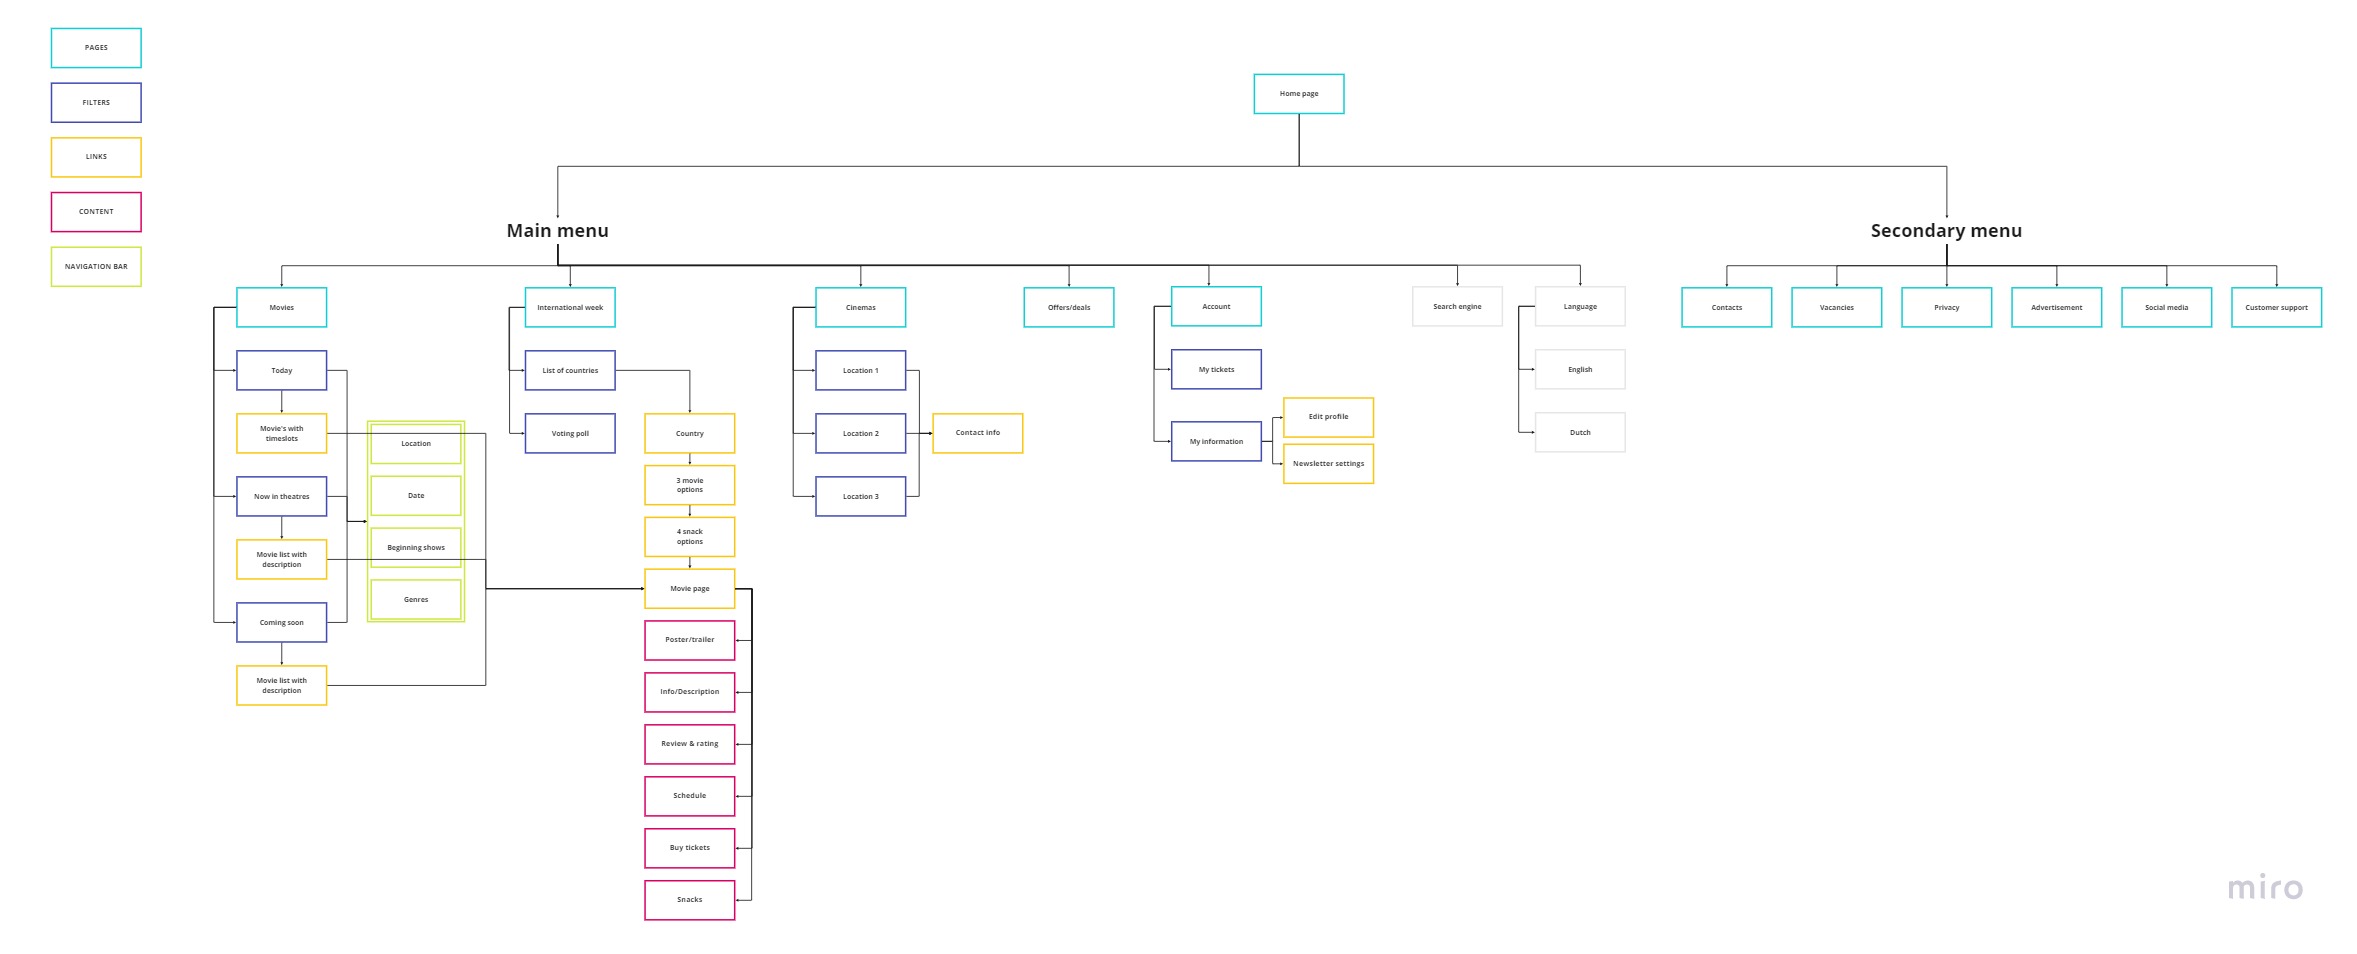 PAGES
FILTERS
LINKS
CONTENT
NAVIGATION BAR
Home page
Main menu
Secondary menu
Movies
International week
Cinemas
Offers/deals
Account
Search engine
Language
Contacts
Vacancies
Privacy
Advertisement
Social media
Customer support
Today
Movie's with
timeslots
Now in theatres
Movie list with
description
Coming soon
Movie list with
description
Location
Date
Beginning shows
Genres
List of countries
Voting poll
Country
3 movie
options
4 snack
options
Movie page
Poster/trailer
Info/Description
Review & rating
Schedule
Buy tickets
Snacks
Location 1
Location 2
Location 3
Contact info
My tickets
My information
Edit profile
Newsletter settings
English
Dutch
miro